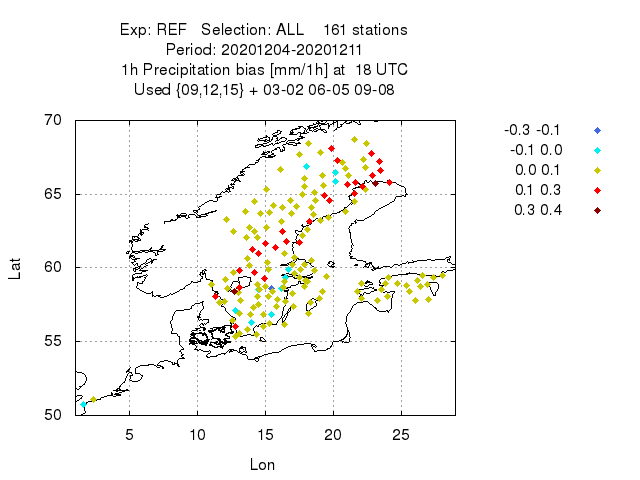 Exp: REF   Selection: ALL    161 stations
Period: 20201204-20201211
1h Precipitation bias [mm/1h] at  18 UTC
Used {09,12,15} + 03-02 06-05 09-08
-0.3 -0.1
-0.1 0.0
0.0 0.1
0.1 0.3
0.3 0.4
70
65
60
55
50
Lat
5 10 15 20 25
Lon